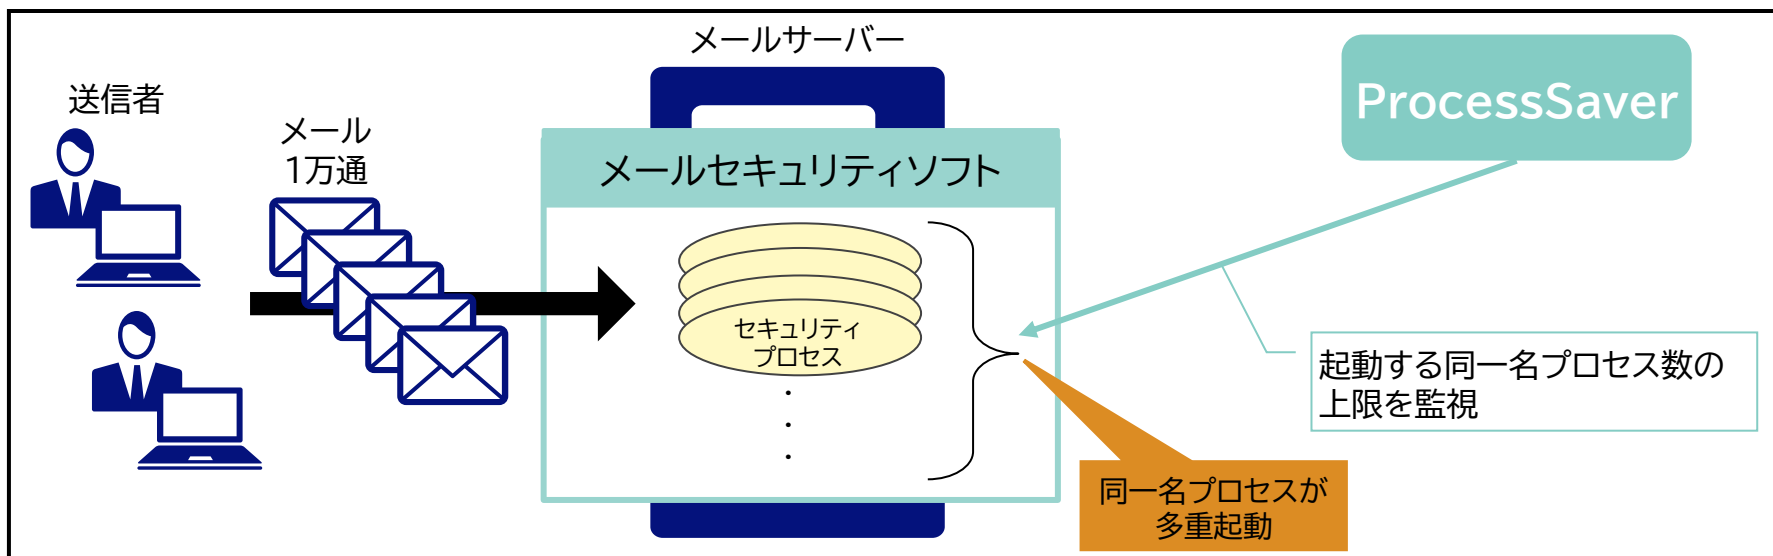 メールサーバー
ProcessSaver
送信者
メール
1万通
メールセキュリティソフト
セキュリティ
プロセス
・
・
・
起動する同一名プロセス数の
上限を監視
同一名プロセスが
多重起動